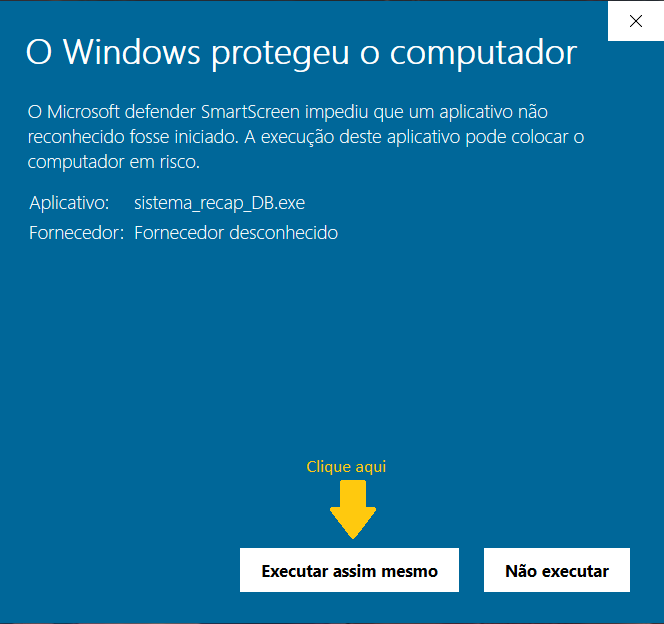 O Windows protegeu o computador
O Microsoft defender SmartScreen impediu que um aplicativo não
reconhecido fosse iniciado. A execução deste aplicativo pode colocar o
computador em risco.
Aplicativo: sistema_recap_DB.exe
Fornecedor: Fornecedor desconhecido
Clique aqui
Executar assim mesmo Não executar